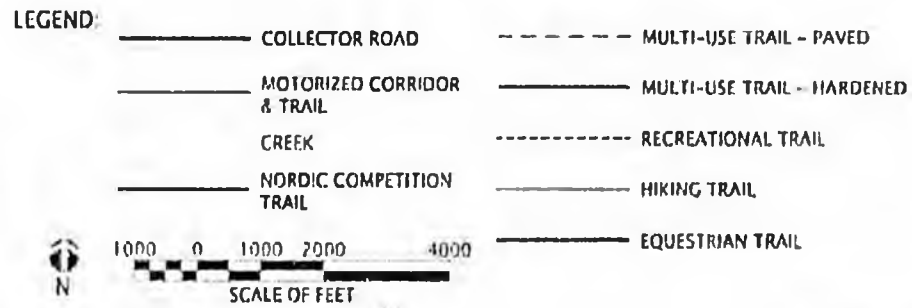 LEGEND:
COLLECTOR ROAD
MOTORIZED CORRIDOR
& TRAIL
CREEK
NORDIC COMPETITION
TRAIL
MULTI-USE TRAIL - PAVED
MULTI-USE TRAIL - HARDENED
RECREATIONAL TRAIL
HIKING TRAIL
EQUESTRIAN TRAIL
N
1000 0 1000 2000 4000
SCALE OF FEET